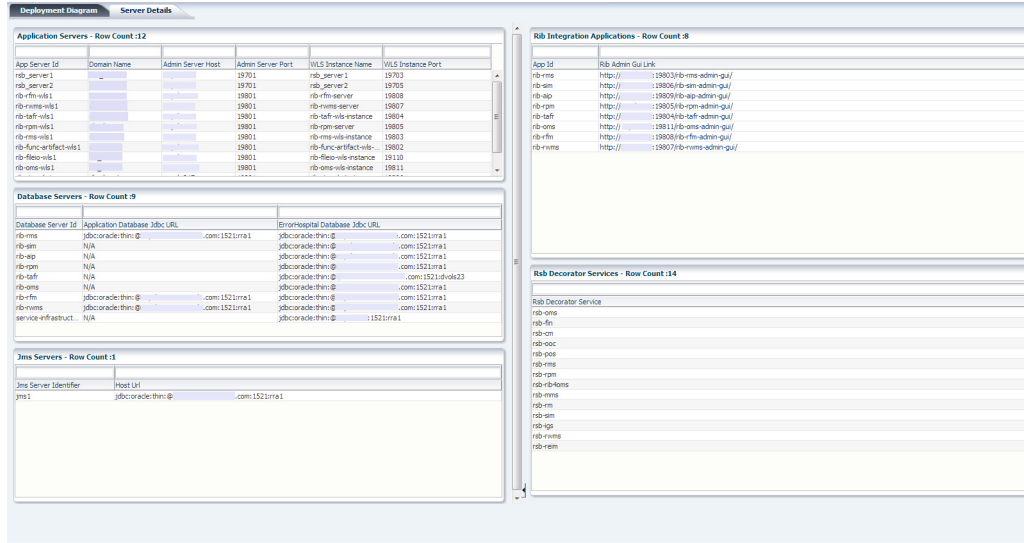 Deployment Diagram Server Details
Application Servers - Row Count :12
App Server Id Domain Name Admin Server Host Admin Server Port WLS Instance Name WLS Instance Port
rsb_server1 19701 rsb_server1 19703
rsb_server2 19701 rsb_server2 19705
rib-rfm-wls1 19801 rib-rfm-server 19808
rib-rwms-wls1 19801 rib-rwms-server 19807
rib-tafr-wls1 19801 rib-tafr-wls-instance 19804
rib-rpm-wls1 19801 rib-rpm-server 19805
rib-rms-wls1 19801 rib-rms-wls-instance 19803
rib-func-artifact-wls1 19801 rib-func-artifact-wls-... 19802
rib-fileio-wls1 19801 rib-fileio-wls-instance 19110
rib-oms-wls1 19801 rib-oms-wls-instance 19811
Database Servers - Row Count :9
Database Server Id Application Database Jdbc URL ErrorHospital Database Jdbc URL
rib-rms jdbc:oracle:thin:@ .com:1521:rra1 jdbc:oracle:thin:@ .com:1521:rra1
rib-sim N/A jdbc:oracle:thin:@ .com:1521:rra1
rib-aip N/A jdbc:oracle:thin:@ .com:1521:rra1
rib-rpm N/A jdbc:oracle:thin:@ .com:1521:rra1
rib-tafr N/A jdbc:oracle:thin:@ .com:1521:dvols23
rib-oms N/A jdbc:oracle:thin:@ .com:1521:rra1
rib-rfm jdbc:oracle:thin:@ .com:1521:rra1 jdbc:oracle:thin:@ .com:1521:rra1
rib-rwms jdbc:oracle:thin:@ .com:1521:rra1 jdbc:oracle:thin:@ .com:1521:rra1
service-infrastruct... N/A jdbc:oracle:thin:@ :1521:rra1
Jms Servers - Row Count :1
Jms Server Identifier Host Url
jms1 jdbc:oracle:thin:@ .com:1521:rra1
Rib Integration Applications - Row Count :8
App Id Rib Admin Gui Link
rib-rms http:// :19803/rib-rms-admin-gui/
rib-sim http:// :19806/rib-sim-admin-gui/
rib-aip http:// :19809/rib-aip-admin-gui/
rib-rpm http:// :19805/rib-rpm-admin-gui/
rib-tafr http:// :19804/rib-tafr-admin-gui/
rib-oms http:// :19811/rib-oms-admin-gui/
rib-rfm http:// :19808/rib-rfm-admin-gui/
rib-rwms http:// :19807/rib-rwms-admin-gui/
Rsb Decorator Services - Row Count :14
Rsb Decorator Service
rsb-oms
rsb-fin
rsb-cm
rsb-ooc
rsb-pos
rsb-rms
rsb-rpm
rsb-rib4oms
rsb-mms
rsb-rm
rsb-sim
rsb-igs
rsb-rwms
rsb-reim